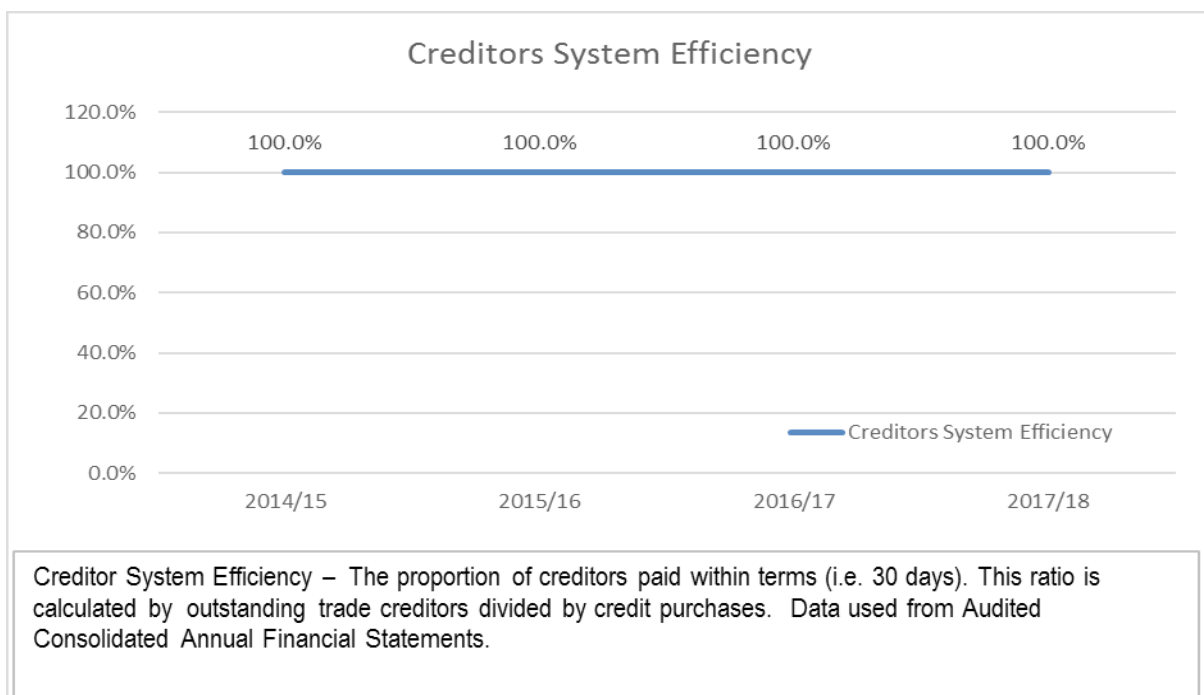 Creditors System Efficiency
120.0%
100.0% 100.0% 100.0% 100.0%
100.0%
80.0%
60.0%
40.0%
20.0%
Creditors System Efficiency
0.0%
2014/15 2015/16 2016/17 2017/18
Creditor System Efficiency – The proportion of creditors paid within terms (i.e. 30 days). This ratio is
calculated by outstanding trade creditors divided by credit purchases. Data used from Audited
Consolidated Annual Financial Statements.